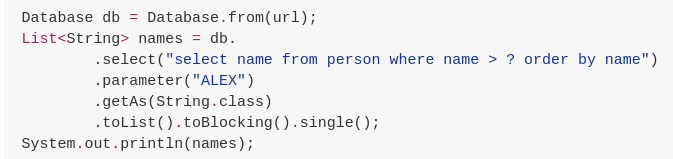 Database db = Database.from(url);
List<String> names = db.
        .select("select name from person where name > ? order by name")
        .parameter("ALEX")
        .getAs(String.class)
        .toList().toBlocking().single();
System.out.println(names);